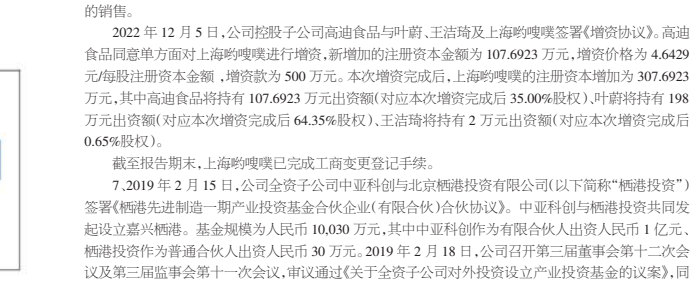 的销售。
2022 年 12 月 5 日,公司控股子公司高迪食品与叶蔚、王洁琦及上海哟嗖噗签署《增资协议》。高迪
食品同意单方面对上海哟嗖噗进行增资,新增加的注册资本金额为 107.6923 万元,增资价格为 4.6429
元/每股注册资本金额 ,增资款为 500 万元。本次增资完成后,上海哟嗖噗的注册资本增加为 307.6923
万元,其中高迪食品将持有 107.6923 万元出资额(对应本次增资完成后 35.00%股权)、叶蔚将持有 198
万元出资额(对应本次增资完成后 64.35%股权)、王洁琦将持有 2 万元出资额(对应本次增资完成后
0.65%股权)。
截至报告期末,上海哟嗖噗已完成工商变更登记手续。
7、2019 年 2 月 15 日,公司全资子公司中亚科创与北京栖港投资有限公司(以下简称“栖港投资”)
签署《栖港先进制造一期产业投资基金合伙企业(有限合伙)合伙协议》。中亚科创与栖港投资共同发
起设立嘉兴栖港。基金规模为人民币 10,030 万元,其中中亚科创作为有限合伙人出资人民币 1 亿元、
栖港投资作为普通合伙人出资人民币 30 万元。2019 年 2 月 18 日,公司召开第三届董事会第十二次会
议及第三届监事会第十一次会议,审议通过《关于全资子公司对外投资设立产业投资基金的议案》,同